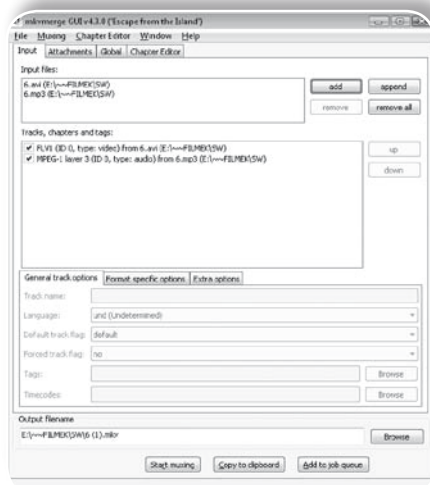 mkvmerge GUI v4.3.0 ('Escape from the Island')
File Muxing Chapter Editor Window Help
Input Attachments Global Chapter Editor
Input files:
6.avi (E:\~~FILMEK\SW)
6.mp3 (E:\~~FILMEK\SW)
add append
remove remove all
Tracks, chapters and tags:
FLV1 (ID 0, type: video) from 6.avi (E:\~~FILMEK\SW)
MPEG-1 layer 3 (ID 0, type: audio) from 6.mp3 (E:\~~FILMEK\SW)
up
down
General track options Format specific options Extra options
Track name:
Language: und (Undetermined)
Default track flag: default
Forced track flag: no
Tags: Browse
Timecodes: Browse
Output filename
E:\~~FILMEK\SW\6 (1).mkv Browse
Start muxing Copy to clipboard Add to job queue